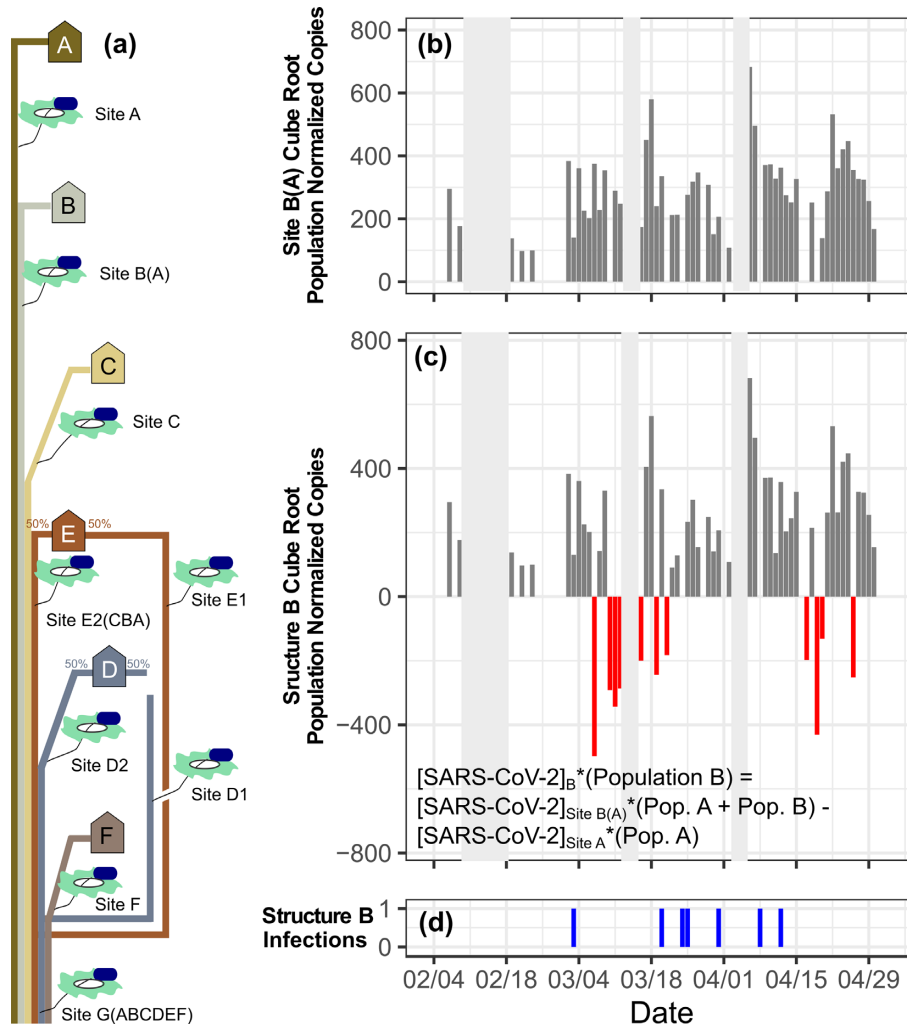 (a)
A
Site A
B
Site B(A)
C
Site C
50%
E
50%
Site E1
Site E2(CBA)
50%
D
50%
Site D2
Site D1
F
Site F
Site G(ABCDEF)
(b)
Site B(A) Cube Root
Population Normalized Copies
800
600
400
200
0
(c)
Sructure B Cube Root
Population Normalized Copies
800
400
0
−400
−800
[SARS-CoV-2]B*(Population B) =
[SARS-CoV-2]Site B(A)*(Pop. A + Pop. B) -
[SARS-CoV-2]Site A*(Pop. A)
Structure B
Infections
(d)
1
0
02/04 02/18 03/04 03/18 04/01 04/15 04/29
Date